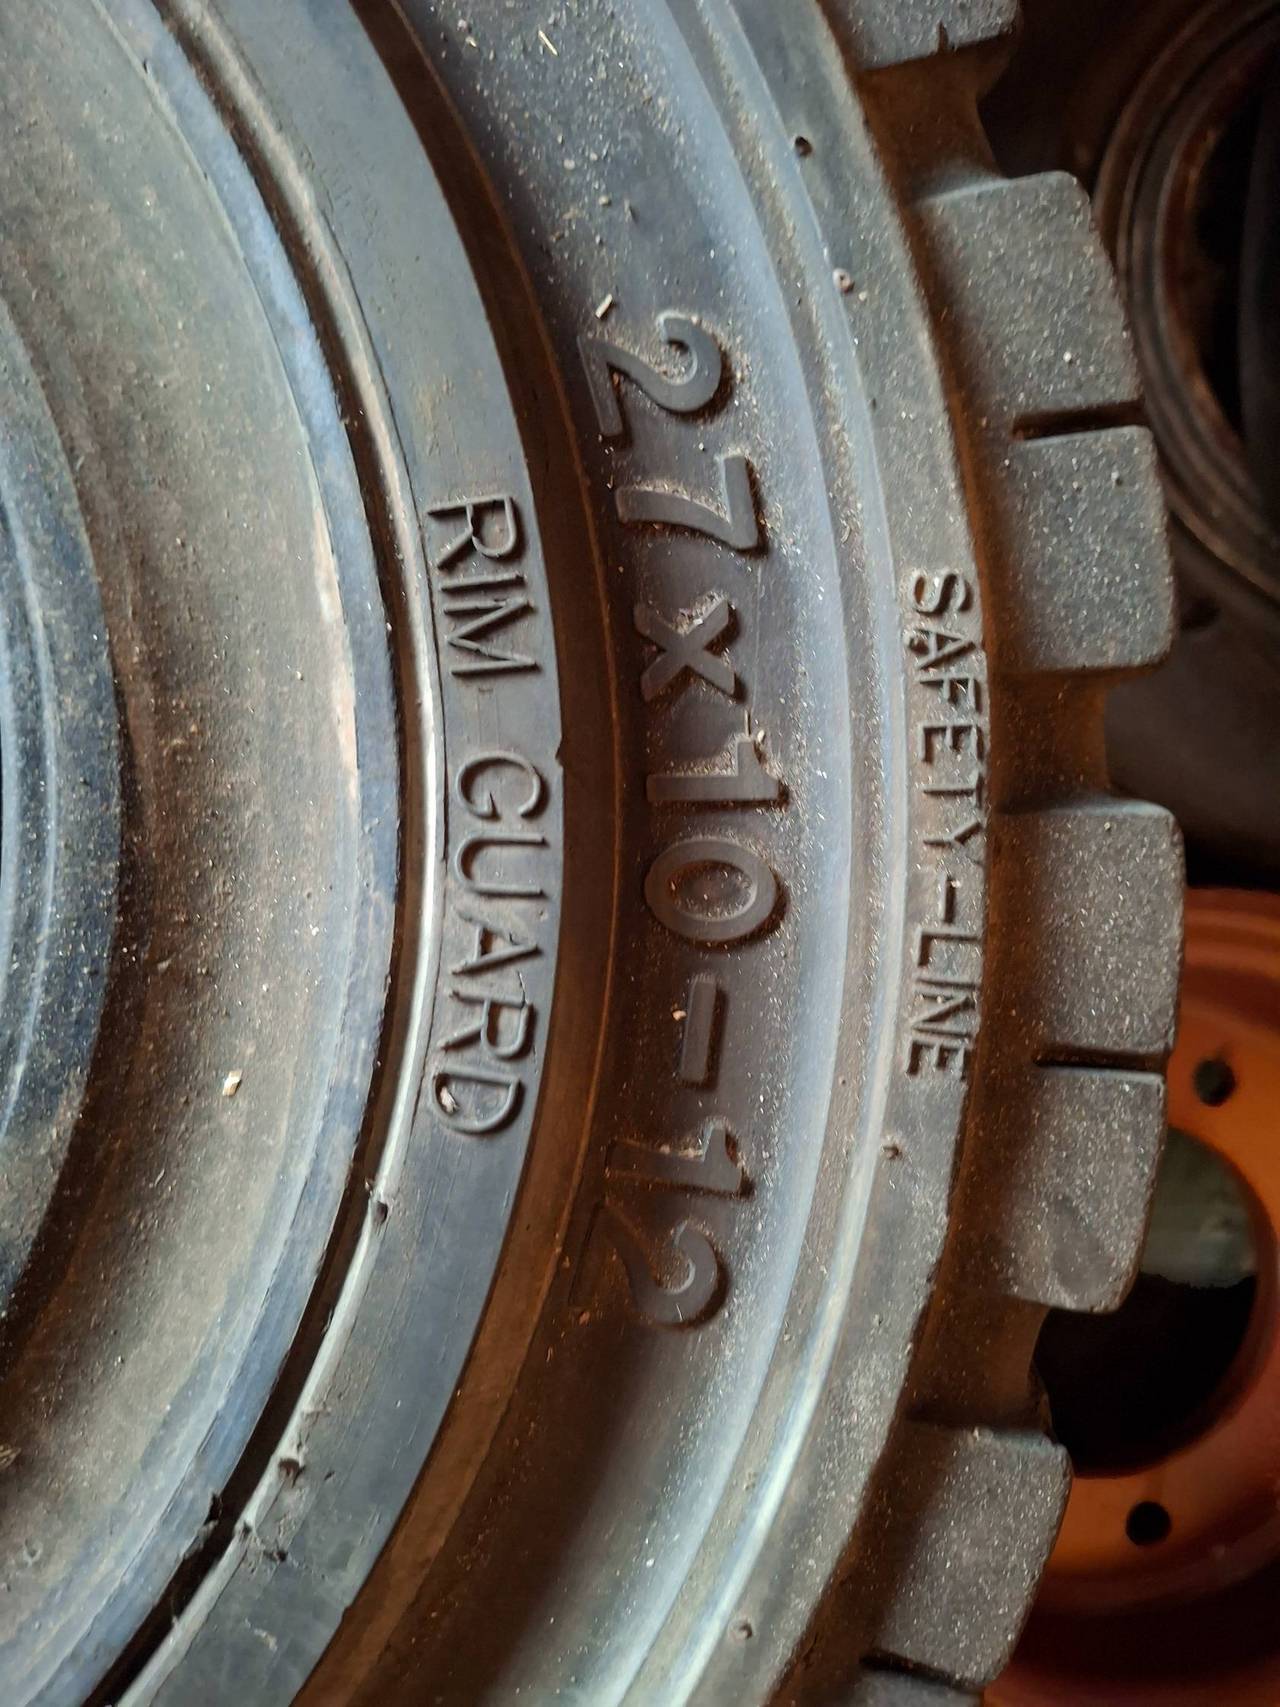 RIM GUARD
27x10-12
SAFETY-LINE